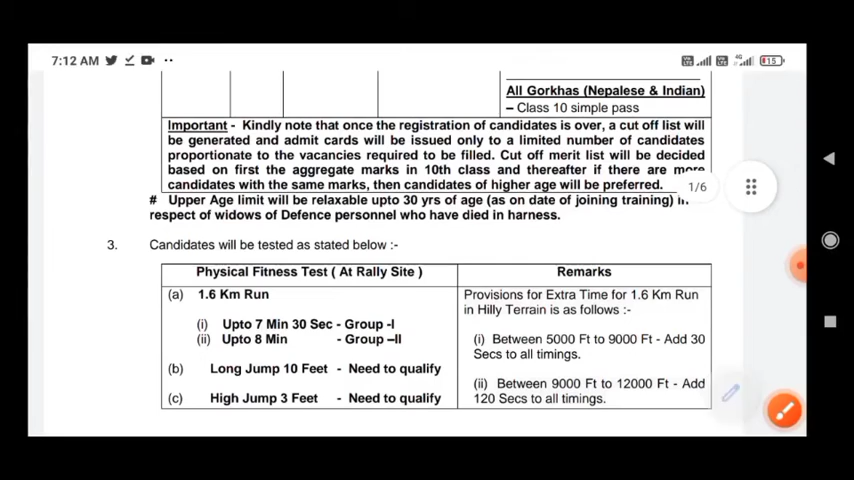 7:12 AM
4G
15
All Gorkhas (Nepalese & Indian)
– Class 10 simple pass
Important - Kindly note that once the registration of candidates is over, a cut off list will
be generated and admit cards will be issued only to a limited number of candidates
proportionate to the vacancies required to be filled. Cut off merit list will be decided
based on first the aggregate marks in 10th class and thereafter if there are more
candidates with the same marks, then candidates of higher age will be preferred.
1/6
# Upper Age limit will be relaxable upto 30 yrs of age (as on date of joining training) in
respect of widows of Defence personnel who have died in harness.
3. Candidates will be tested as stated below :-
Physical Fitness Test ( At Rally Site )
(a) 1.6 Km Run
(i) Upto 7 Min 30 Sec - Group -I
(ii) Upto 8 Min - Group –II
(b) Long Jump 10 Feet - Need to qualify
(c) High Jump 3 Feet - Need to qualify
Remarks
Provisions for Extra Time for 1.6 Km Run
in Hilly Terrain is as follows :-
(i) Between 5000 Ft to 9000 Ft - Add 30
Secs to all timings.
(ii) Between 9000 Ft to 12000 Ft - Add
120 Secs to all timings.